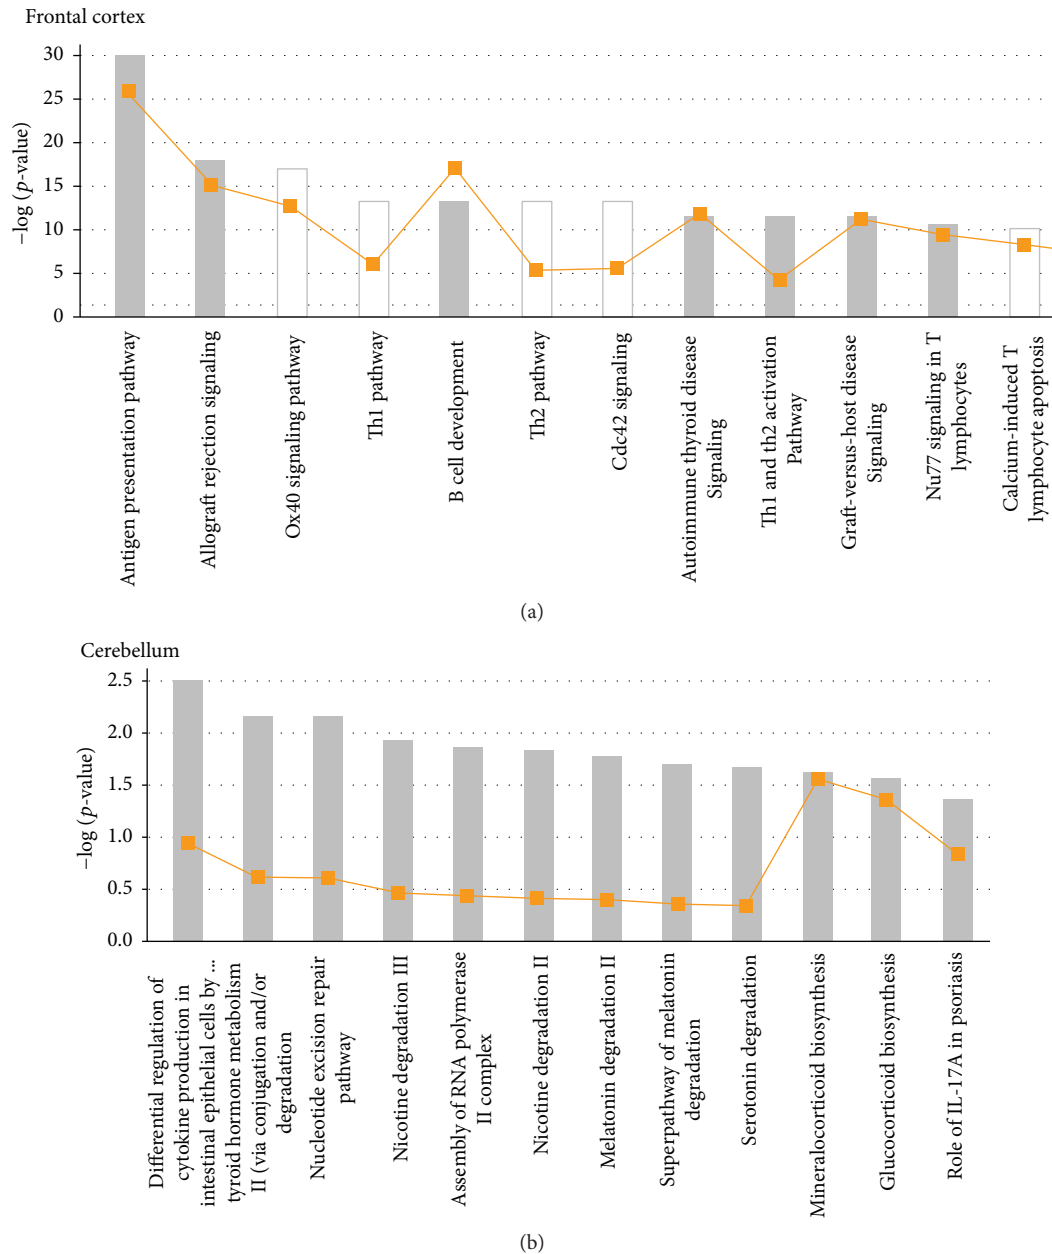 Frontal cortex
30
25
20
15
10
5
0
−log (p-value)
Antigen presentation pathway
Allograft rejection signaling
Ox40 signaling pathway
Th1 pathway
B cell development
Th2 pathway
Cdc42 signaling
Autoimmune thyroid disease
Signaling
Th1 and th2 activation
Pathway
Graft-versus-host disease
Signaling
Nu77 signaling in T
lymphocytes
Calcium-induced T
lymphocyte apoptosis
(a)
Cerebellum
2.5
2.0
1.5
1.0
0.5
0.0
−log (p-value)
Differential regulation of
cytokine production in
intestinal epithelial cells by ...
tyroid hormone metabolism
II (via conjugation and/or
degradation
Nucleotide excision repair
pathway
Nicotine degradation III
Assembly of RNA polymerase
II complex
Nicotine degradation II
Melatonin degradation II
Superpathway of melatonin
degradation
Serotonin degradation
Mineralocorticoid biosynthesis
Glucocorticoid biosynthesis
Role of IL-17A in psoriasis
(b)